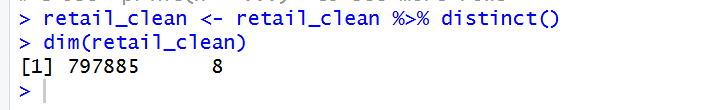 > retail_clean <- retail_clean %>% distinct()
> dim(retail_clean)
[1] 797885      8
>